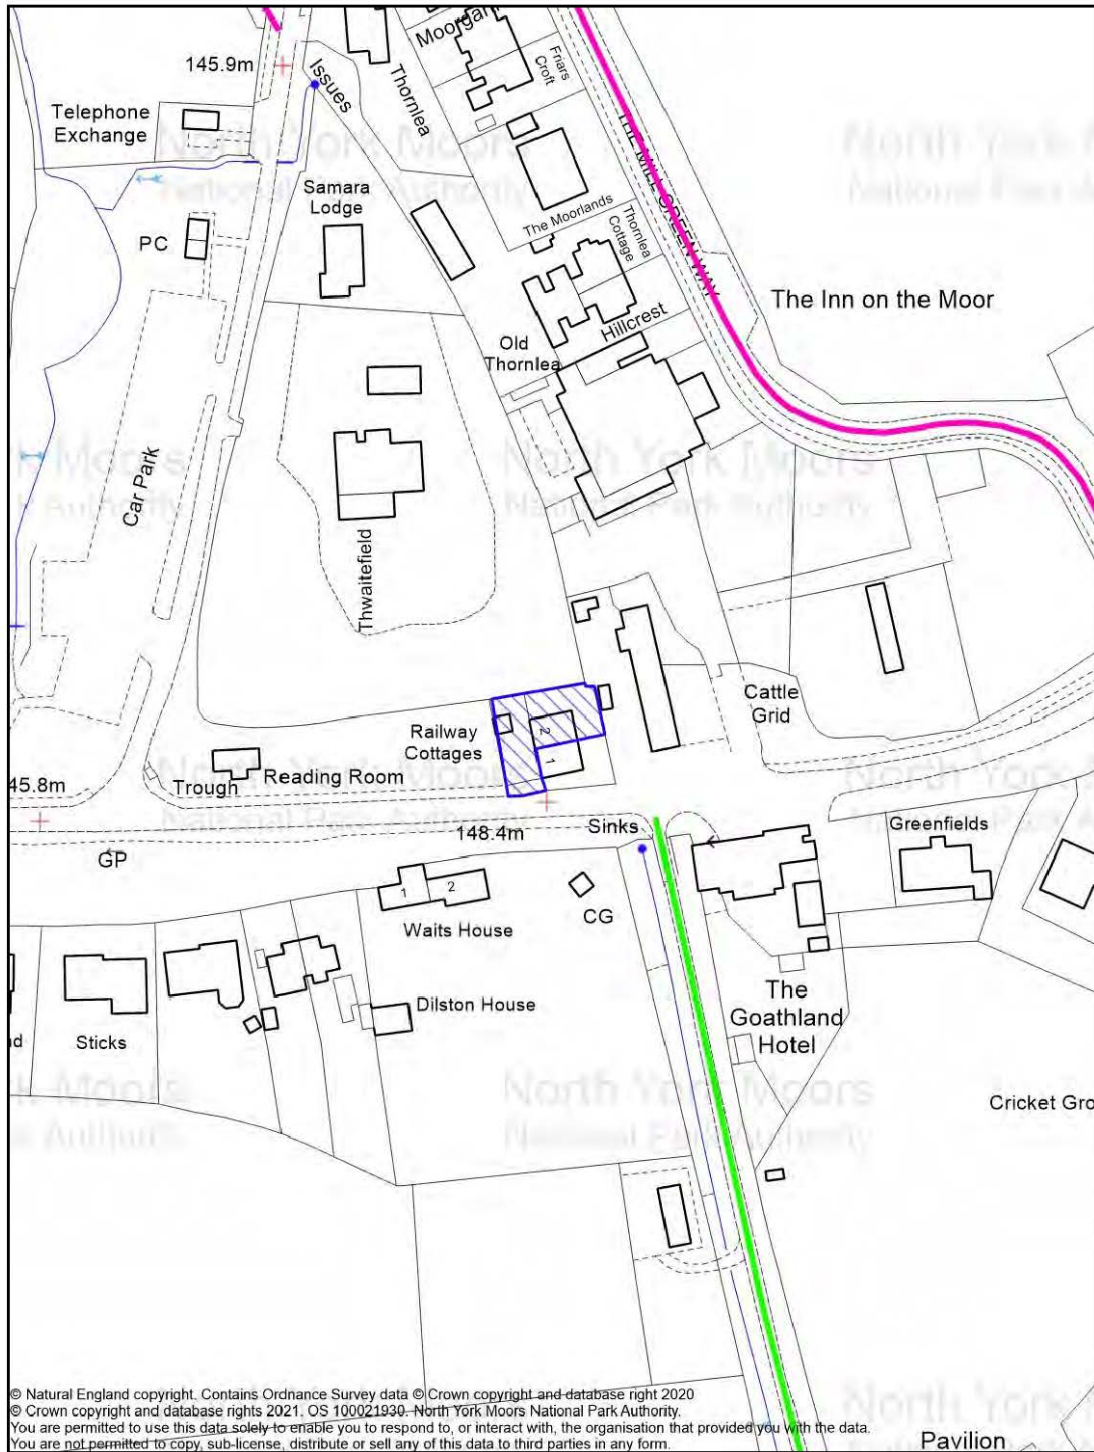 Moorgar
Friars
Croft
145.9m
Issues
Thornlea
Telephone
Exchange
Samara
Lodge
The Moorlands
Thornlea
Cottage
THE MILL GREEN WAY
PC
The Inn on the Moor
Hillcrest
Old
Thornlea
Car Park
Thwaitefield
Cattle
Grid
Railway
Cottages
2
1
45.8m
Trough
Reading Room
148.4m
Sinks
Greenfields
GP
1
2
CG
Waits House
Dilston House
The
Goathland
Hotel
Sticks
Cricket Gro
North York Moors
National Park Authority
Pavilion
© Natural England copyright. Contains Ordnance Survey data © Crown copyright and database right 2020
© Crown copyright and database rights 2021, OS 100021930. North York Moors National Park Authority.
You are permitted to use this data solely to enable you to respond to, or interact with, the organisation that provided you with the data.
You are not permitted to copy, sub-license, distribute or sell any of this data to third parties in any form.